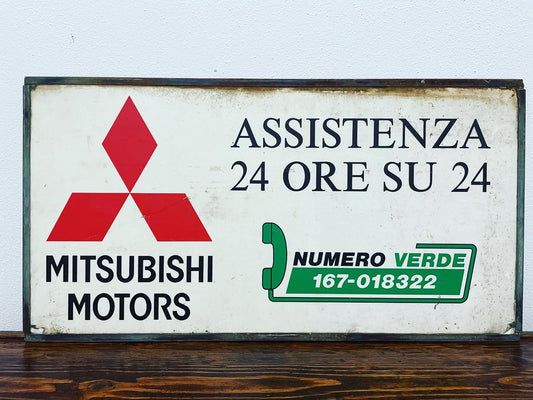 ASSISTENZA
24 ORE SU 24
MITSUBISHI
MOTORS
NUMERO VERDE
167-018322